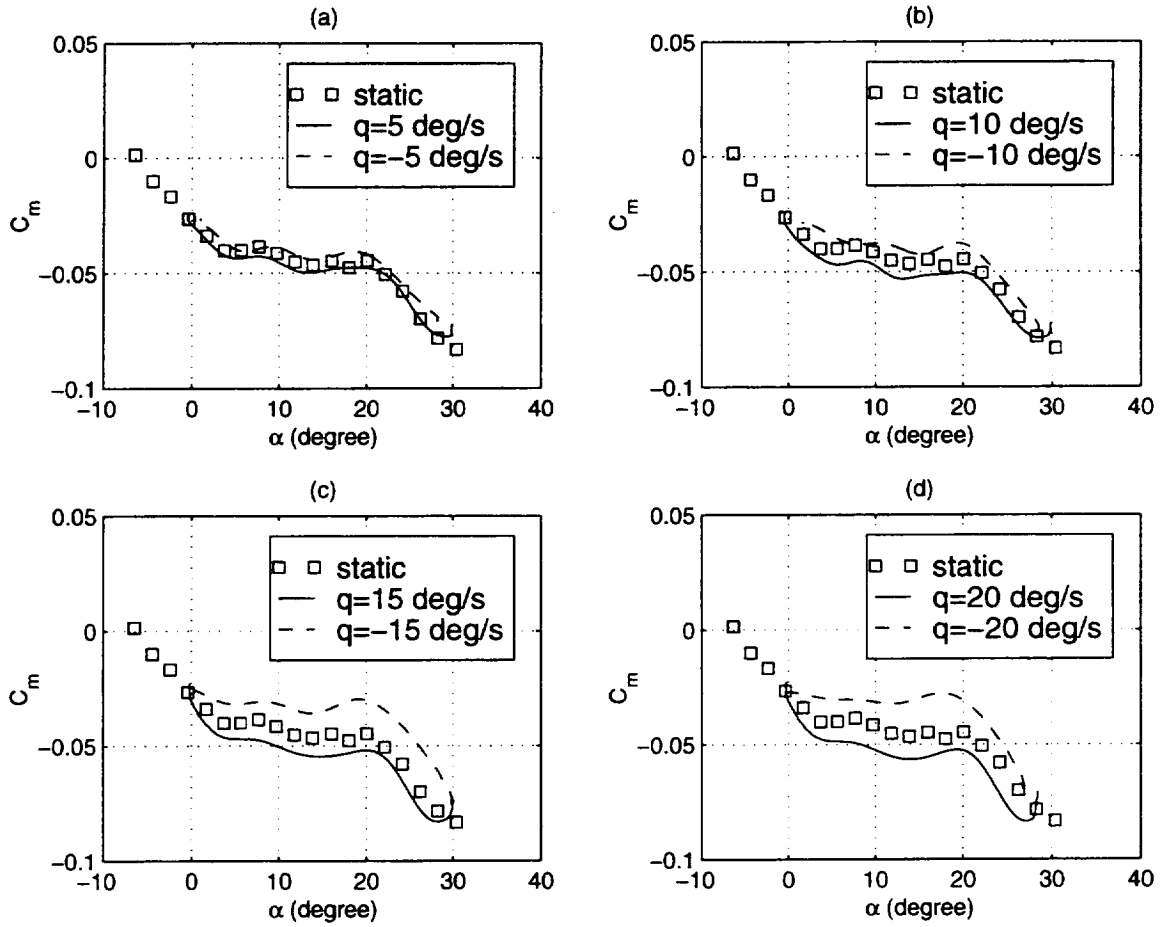 (a)
0.05
0
−0.05
−0.1
C_m
static
q=5 deg/s
q=−5 deg/s
−10
0
10
20
30
40
α (degree)
(b)
0.05
0
−0.05
−0.1
C_m
static
q=10 deg/s
q=−10 deg/s
−10
0
10
20
30
40
α (degree)
(c)
0.05
0
−0.05
−0.1
C_m
static
q=15 deg/s
q=−15 deg/s
−10
0
10
20
30
40
α (degree)
(d)
0.05
0
−0.05
−0.1
C_m
static
q=20 deg/s
q=−20 deg/s
−10
0
10
20
30
40
α (degree)